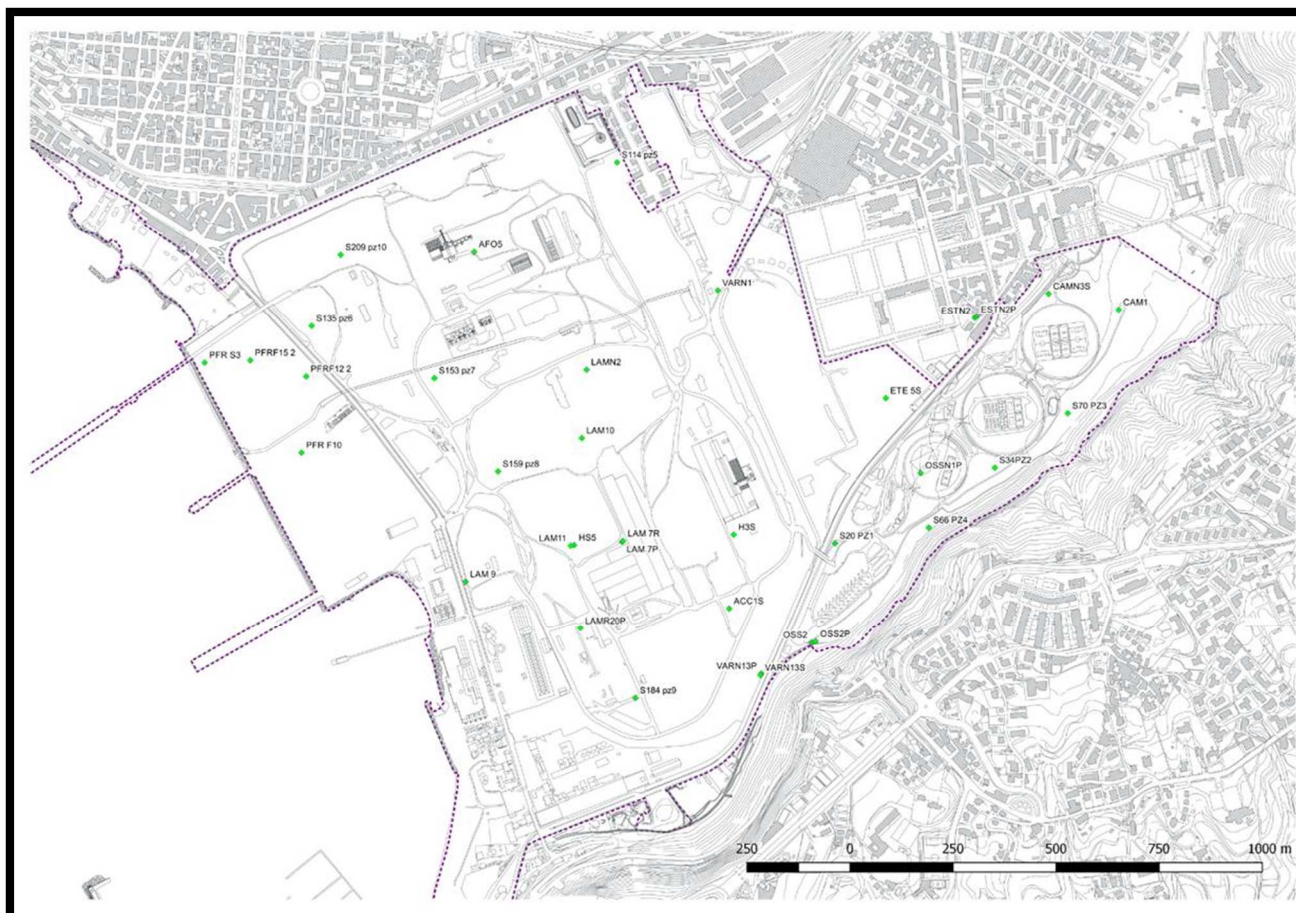 S114 pz5
S209 pz10
AFO5
VARN1
CAMN3S
CAM1
ESTN2
ESTN2P
S135 pz6
PFR S3
PFRF15 2
PFRF12 2
S153 pz7
LAMN2
ETE 5S
S70 PZ3
PFR F10
LAM10
S159 pz8
OSSN1P
S34PZ2
S66 PZ4
LAM11
HS5
LAM 7R
LAM 7P
H3S
S20 PZ1
LAM 9
ACC1S
LAMR20P
OSS2
OSS2P
VARN13P
VARN13S
S184 pz9
250 0 250 500 750 1000 m